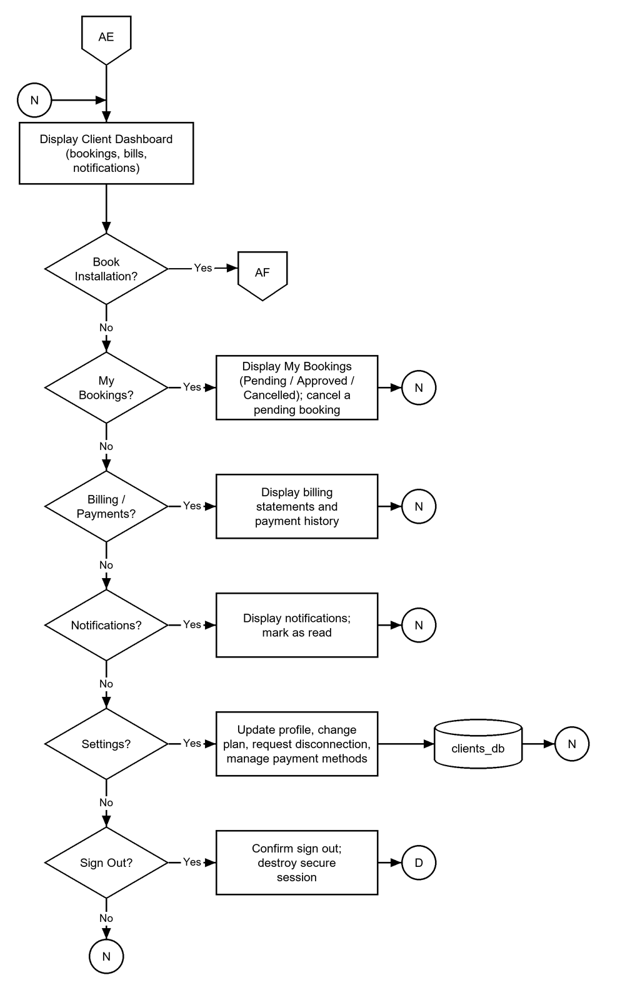 AE
N
Display Client Dashboard
(bookings, bills,
notifications)
Book
Installation?
Yes
AF
No
My
Bookings?
Yes
Display My Bookings
(Pending / Approved /
Cancelled); cancel a
pending booking
N
No
Billing /
Payments?
Yes
Display billing
statements and
payment history
N
No
Notifications?
Yes
Display notifications;
mark as read
N
No
Settings?
Yes
Update profile, change
plan, request disconnection,
manage payment methods
clients_db
N
No
Sign Out?
Yes
Confirm sign out;
destroy secure
session
D
No
N